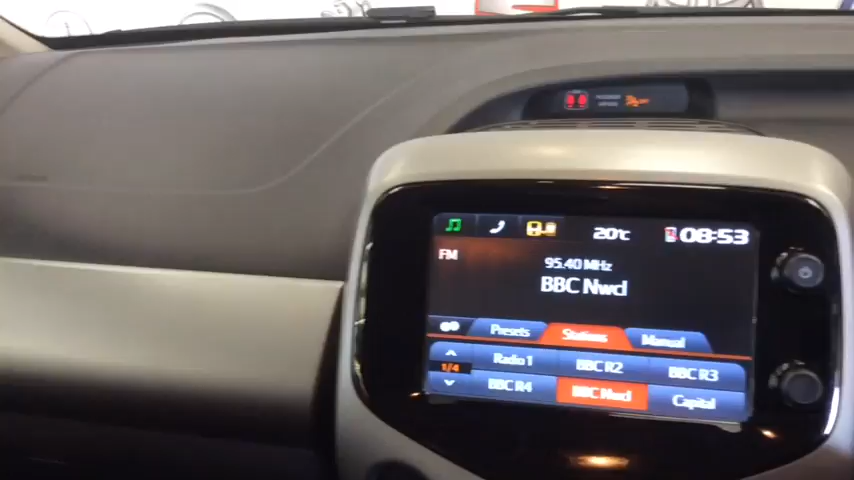 20°C
08:53
FM
95.40 MHz
BBC Nwcl
Presets Stations Manual
1/4
Radio 1 BBC R2 BBC R3
BBC R4 BBC Nwcl Capital